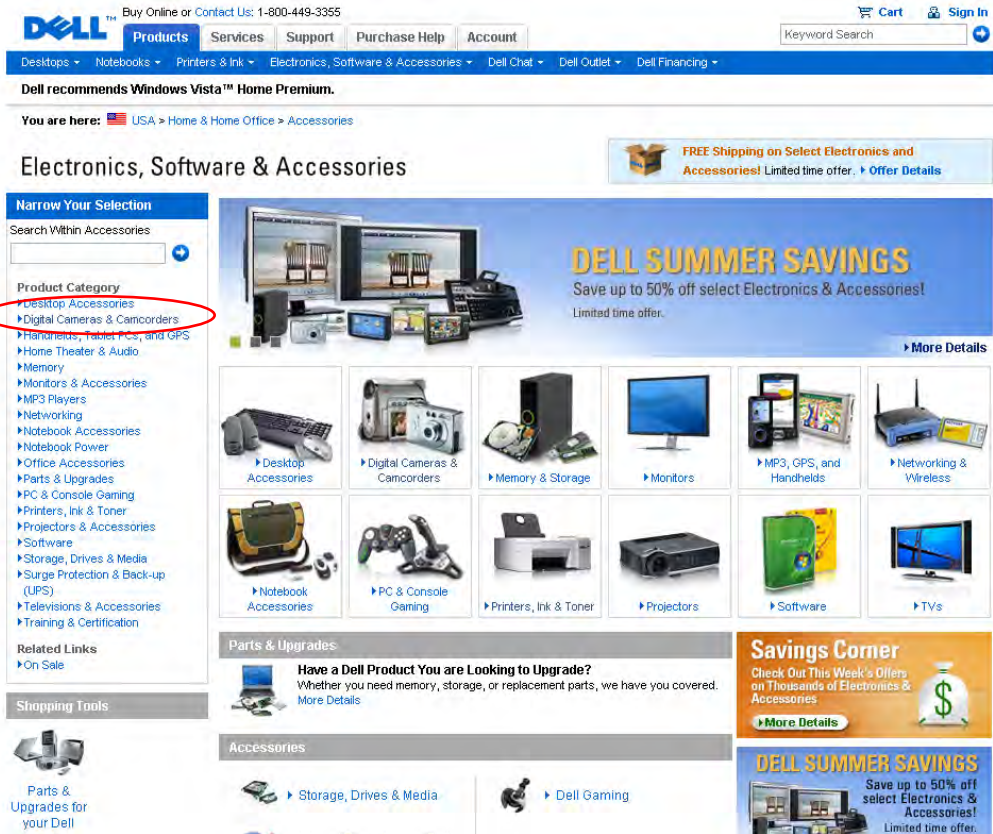 DELL™
Buy Online or Contact Us: 1-800-449-3355
Cart Sign In
Products Services Support Purchase Help Account
Keyword Search
Desktops Notebooks Printers & Ink Electronics, Software & Accessories Dell Chat Dell Outlet Dell Financing
Dell recommends Windows Vista™ Home Premium.
You are here: USA > Home & Home Office > Accessories
Electronics, Software & Accessories
FREE Shipping on Select Electronics and
Accessories! Limited time offer. Offer Details
Narrow Your Selection
Search Within Accessories
Product Category
Desktop Accessories
Digital Cameras & Camcorders
Handhelds, Tablet PCs, and GPS
Home Theater & Audio
Memory
Monitors & Accessories
MP3 Players
Networking
Notebook Accessories
Notebook Power
Office Accessories
Parts & Upgrades
PC & Console Gaming
Printers, Ink & Toner
Projectors & Accessories
Software
Storage, Drives & Media
Surge Protection & Back-up
(UPS)
Televisions & Accessories
Training & Certification
Related Links
On Sale
Shopping Tools
Parts &
Upgrades for
your Dell
DELL SUMMER SAVINGS
Save up to 50% off select Electronics & Accessories!
Limited time offer.
More Details
Desktop
Accessories
Digital Cameras &
Camcorders
Memory & Storage
Monitors
MP3, GPS, and
Handhelds
Networking &
Wireless
Notebook
Accessories
PC & Console
Gaming
Printers, Ink & Toner
Projectors
Software
TVs
Parts & Upgrades
Have a Dell Product You are Looking to Upgrade?
Whether you need memory, storage, or replacement parts, we have you covered.
More Details
Accessories
Storage, Drives & Media
Dell Gaming
Savings Corner
Check Out This Week's Offers
on Thousands of Electronics &
Accessories
$
More Details
DELL SUMMER SAVINGS
Save up to 50% off
select Electronics &
Accessories!
Limited time offer.